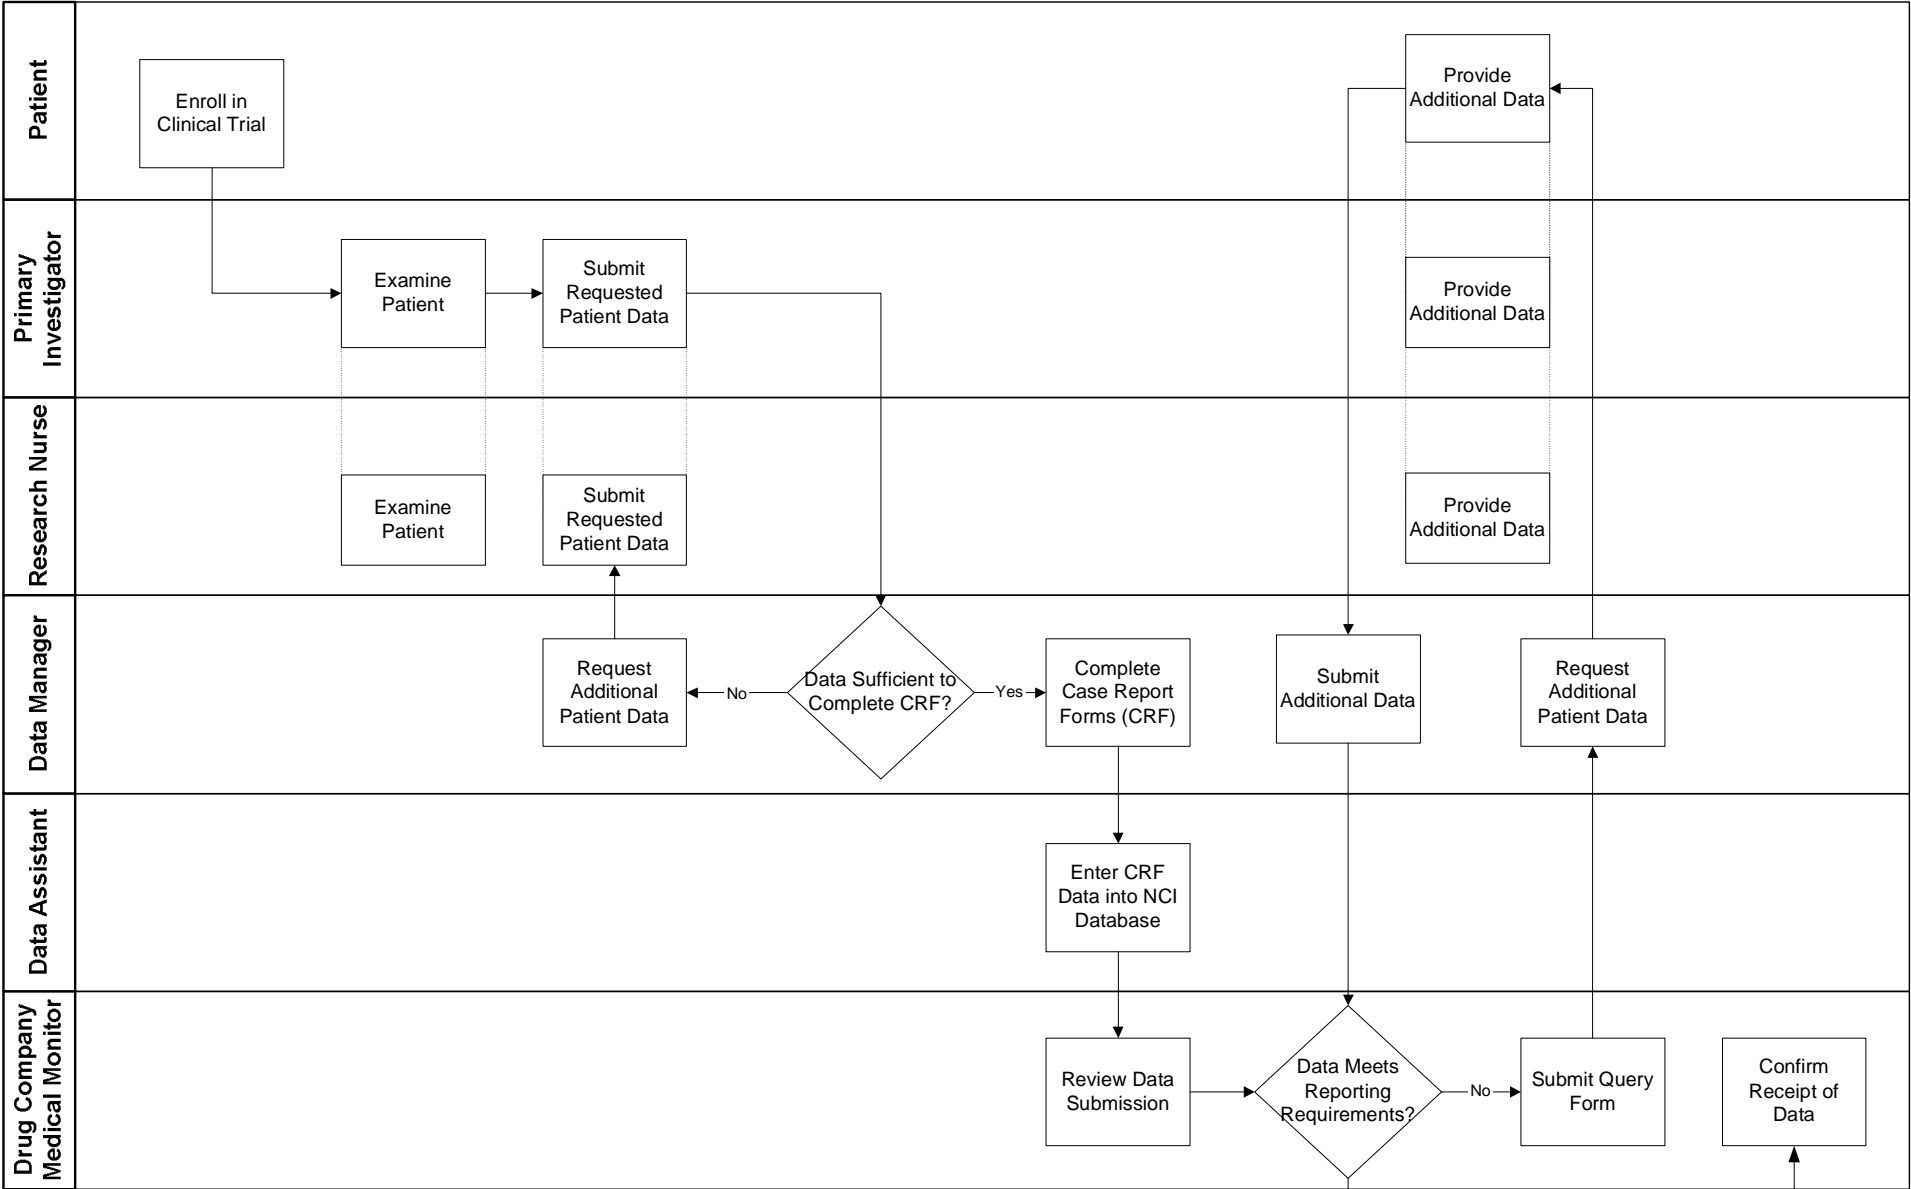 Patient
Enroll in
Clinical Trial
Provide
Additional Data
Primary
Investigator
Examine
Patient
Submit
Requested
Patient Data
Provide
Additional Data
Research Nurse
Examine
Patient
Submit
Requested
Patient Data
Provide
Additional Data
Data Manager
Request
Additional
Patient Data
No
Data Sufficient to
Complete CRF?
Yes
Complete
Case Report
Forms (CRF)
Submit
Additional Data
Request
Additional
Patient Data
Data Assistant
Enter CRF
Data into NCI
Database
Drug Company
Medical Monitor
Review Data
Submission
Data Meets
Reporting
Requirements?
No
Submit Query
Form
Confirm
Receipt of
Data